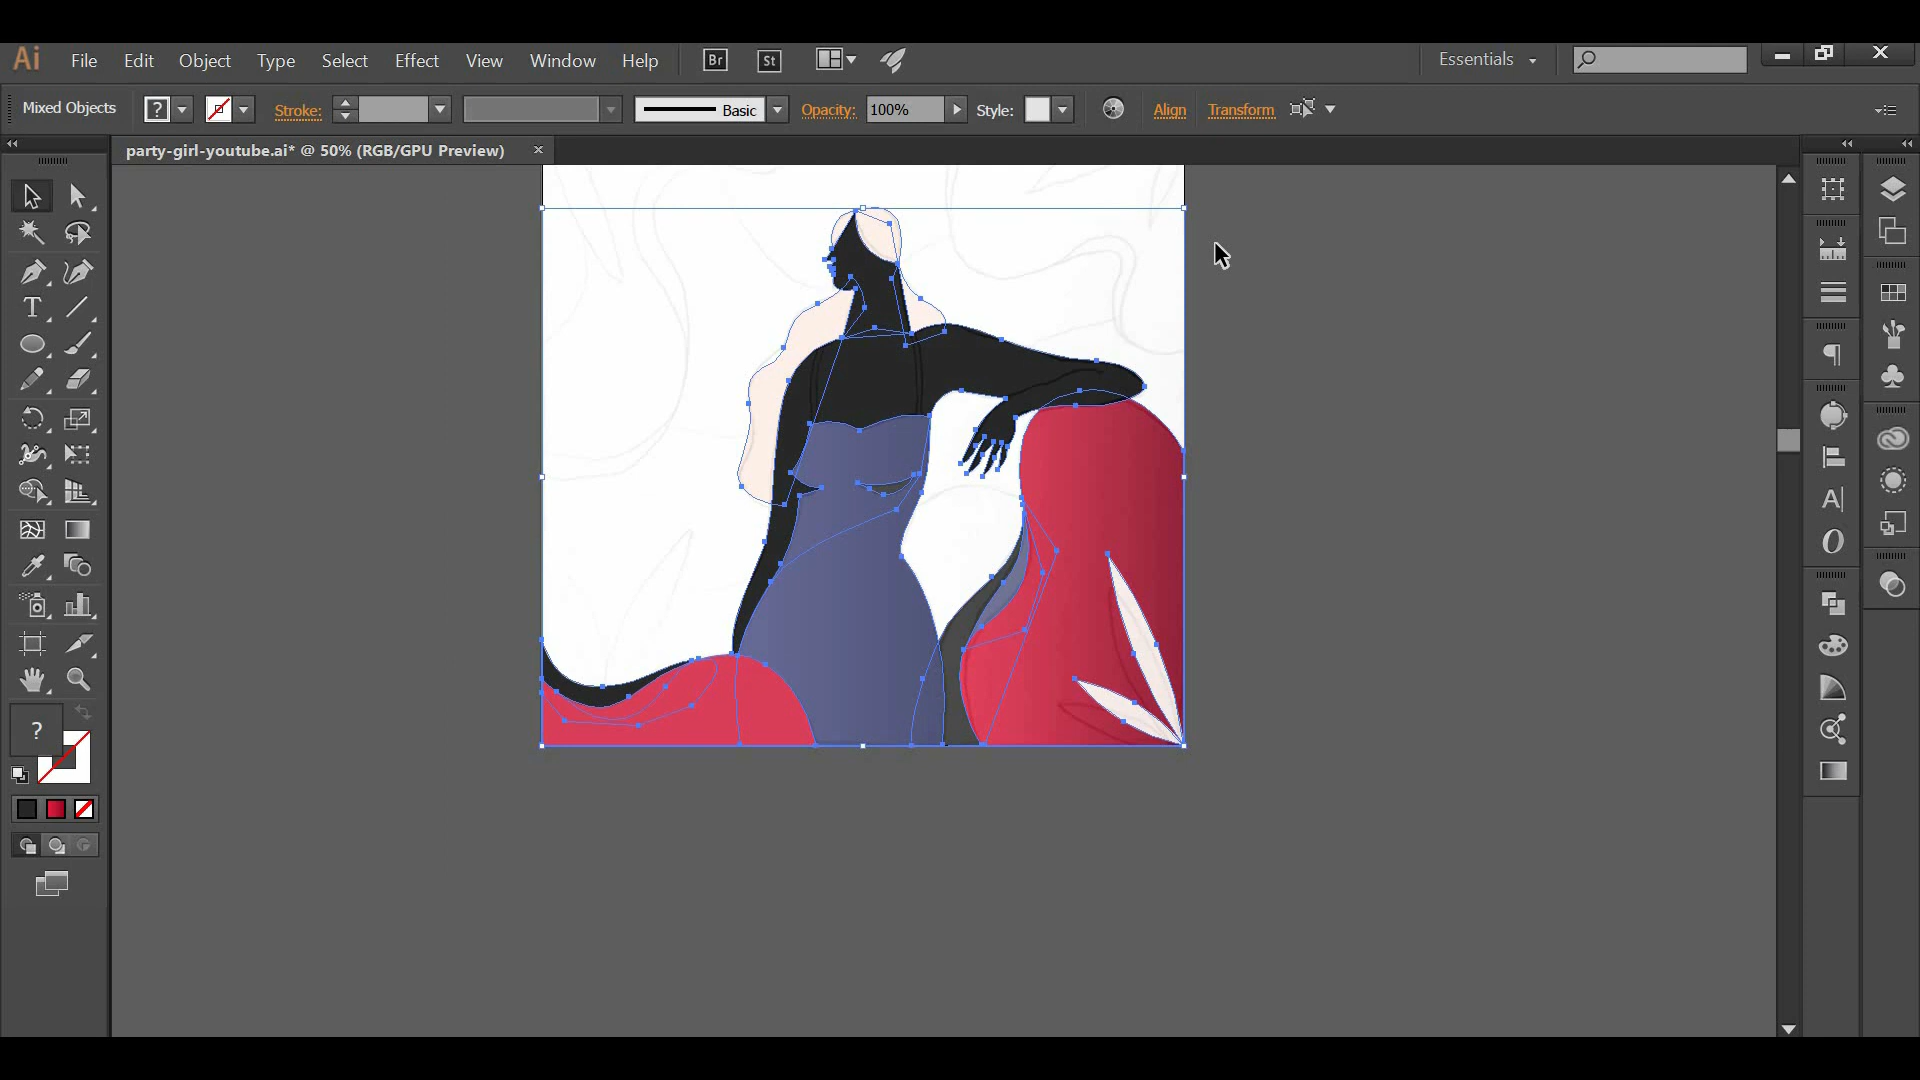 Ai File Edit Object Type Select Effect View Window Help Br St Essentials
Mixed Objects ? Stroke: Basic Opacity: 100% Style: Align Transform
party-girl-youtube.ai* @ 50% (RGB/GPU Preview) ×
?